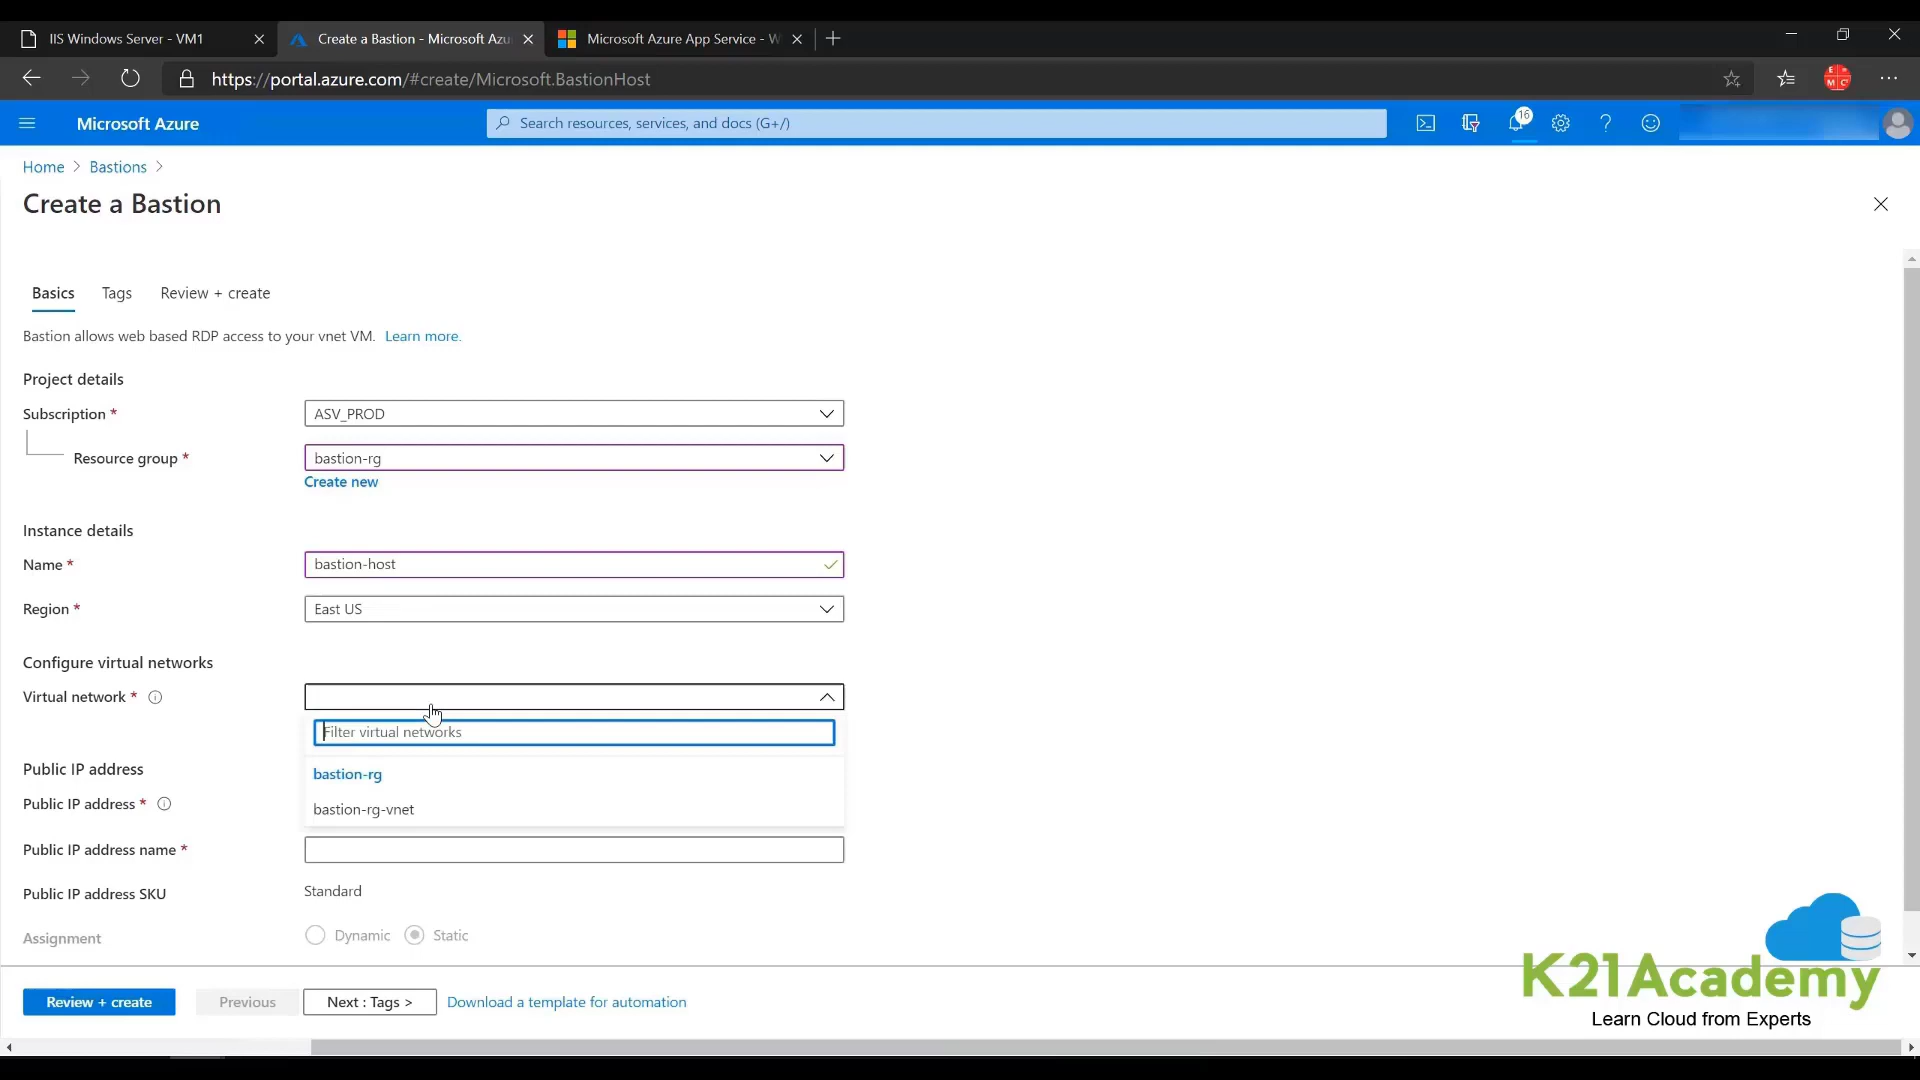 IIS Windows Server - VM1
Create a Bastion - Microsoft Azu
Microsoft Azure App Service - W
https://portal.azure.com/#create/Microsoft.BastionHost
Microsoft Azure
Search resources, services, and docs (G+/)
16
Home > Bastions >
Create a Bastion
Basics Tags Review + create
Bastion allows web based RDP access to your vnet VM. Learn more.
Project details
Subscription * ASV_PROD
Resource group * bastion-rg
Create new
Instance details
Name * bastion-host
Region * East US
Configure virtual networks
Virtual network *
Filter virtual networks
bastion-rg
bastion-rg-vnet
Public IP address
Public IP address *
Public IP address name *
Public IP address SKU Standard
Assignment Dynamic Static
Review + create Previous Next : Tags > Download a template for automation
K21Academy
Learn Cloud from Experts